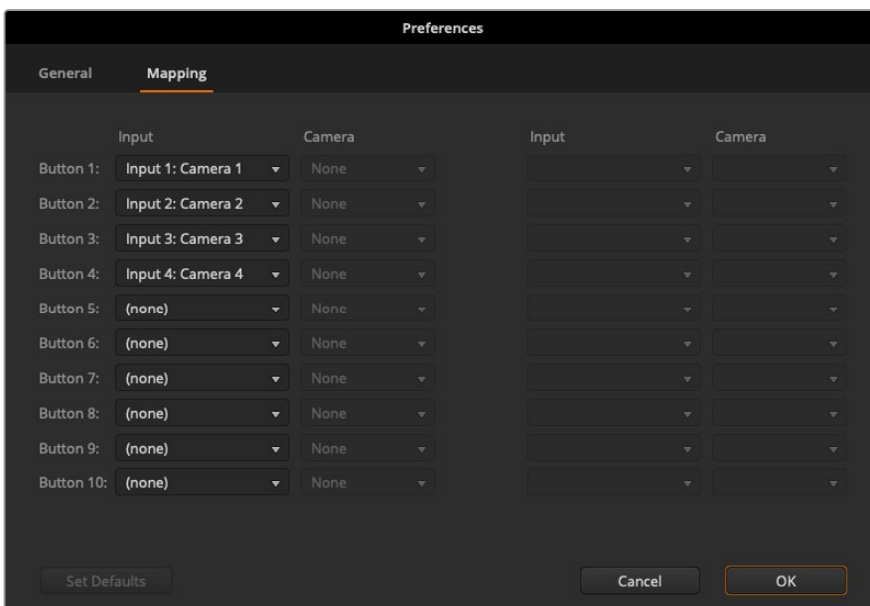 Preferences
General Mapping
Input Camera Input Camera
Button 1: Input 1: Camera 1 None
Button 2: Input 2: Camera 2 None
Button 3: Input 3: Camera 3 None
Button 4: Input 4: Camera 4 None
Button 5: (none) None
Button 6: (none) None
Button 7: (none) None
Button 8: (none) None
Button 9: (none) None
Button 10: (none) None
Set Defaults Cancel OK